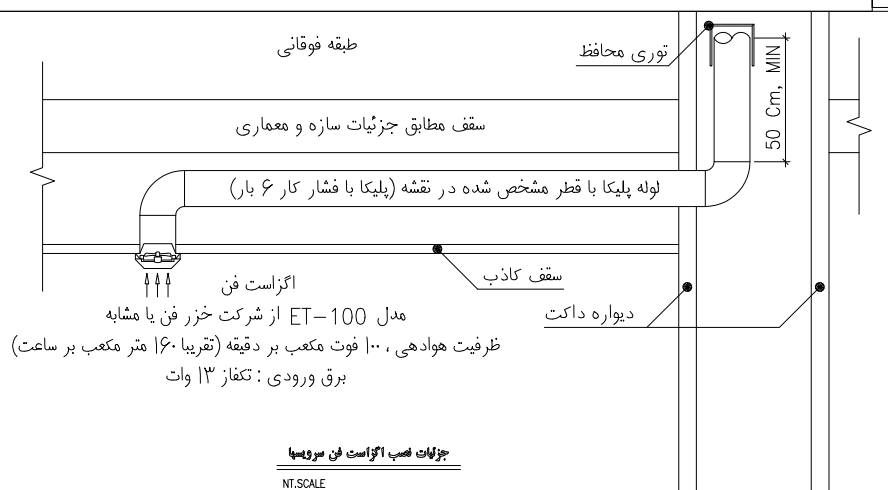 طبقه فوقانی
توری محافظ
50 Cm, MIN
سقف مطابق جزئیات سازه و معماری
لوله پلیکا با قطر مشخص شده در نقشه (پلیکا با فشار کار ۶ بار)
سقف کاذب
اگزاست فن
مدل ET-100 از شرکت خزر فن یا مشابه
دیواره داکت
ظرفیت هوادهی ، ۱۰۰ فوت مکعب بر دقیقه (تقریبا ۱۶۰ متر مکعب بر ساعت)
برق ورودی : تکفاز ۱۳ وات
جزئیات نصب اگزاست فن سرویسها
NT.SCALE